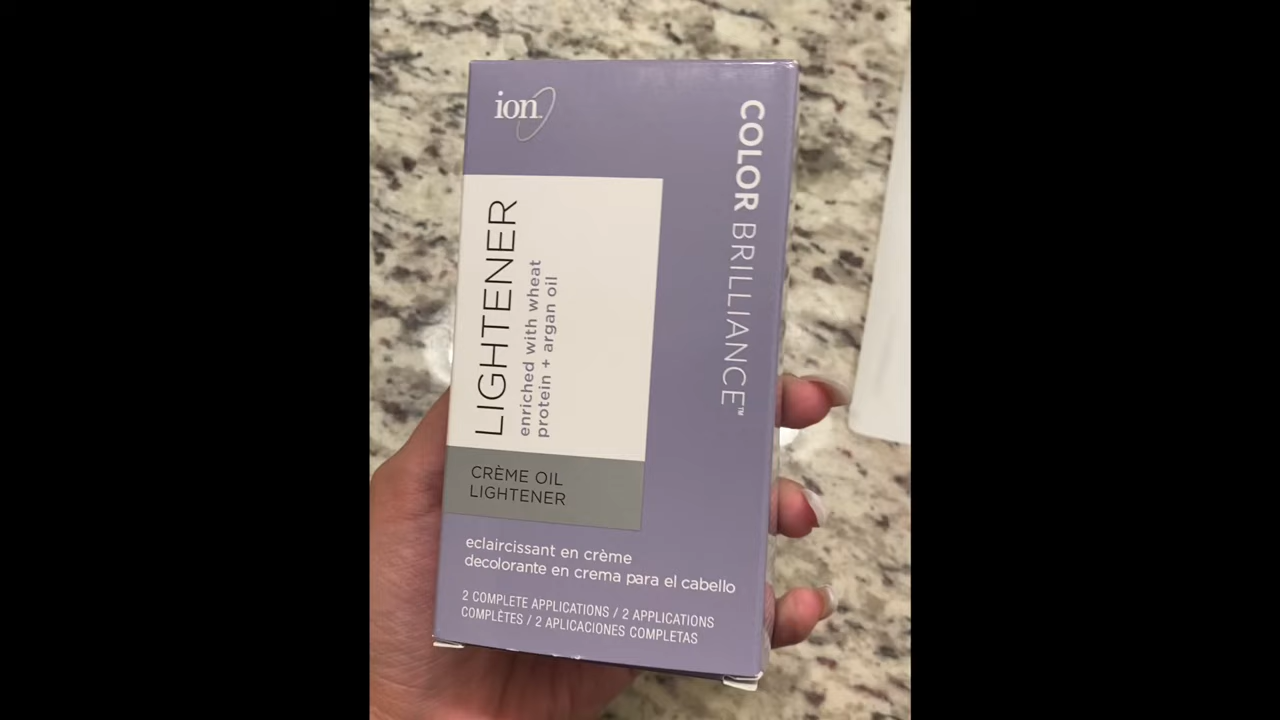 ion™
COLOR BRILLIANCE™
LIGHTENER
enriched with wheat
protein + argan oil
CRÈME OIL
LIGHTENER
eclaircissant en crème
decolorante en crema para el cabello
2 COMPLETE APPLICATIONS / 2 APPLICATIONS
COMPLÈTES / 2 APLICACIONES COMPLETAS